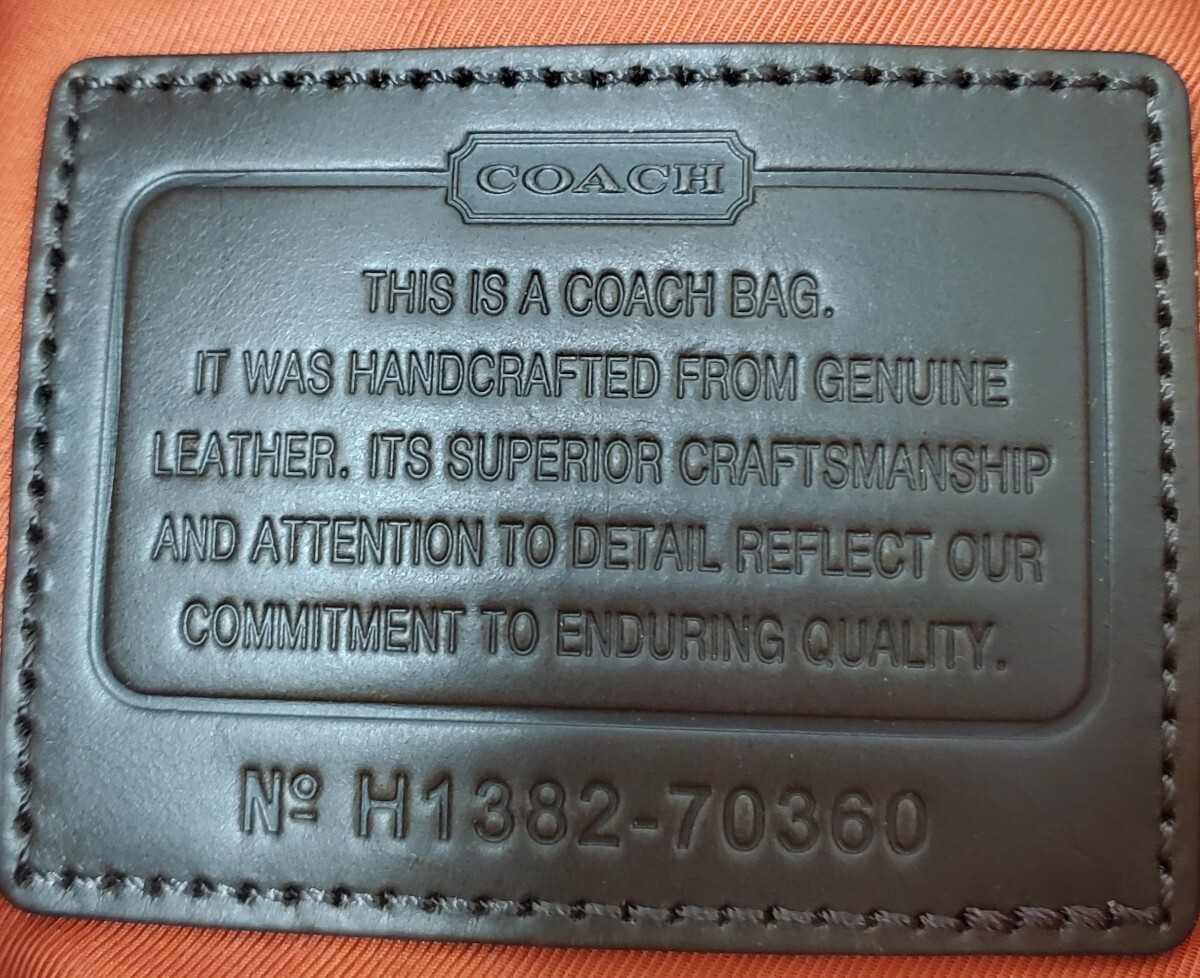 COACH
THIS IS A COACH BAG.
IT WAS HANDCRAFTED FROM GENUINE
LEATHER. ITS SUPERIOR CRAFTSMANSHIP
AND ATTENTION TO DETAIL REFLECT OUR
COMMITMENT TO ENDURING QUALITY.
Nº H1382-70360